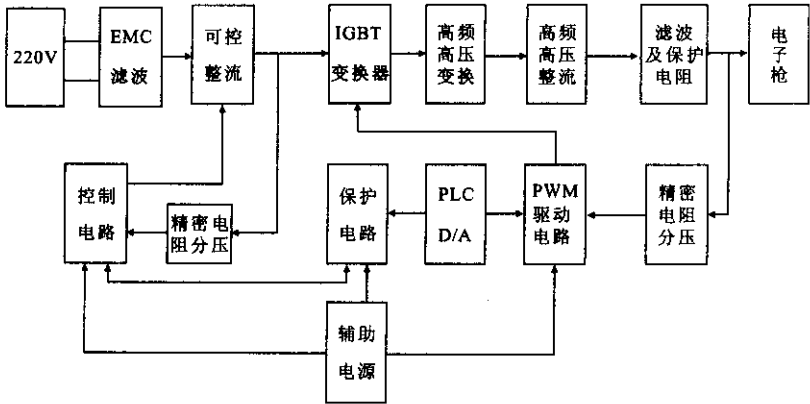 220V
EMC
滤波
可控
整流
IGBT
变换器
高频
高压
变换
高频
高压
整流
滤波
及保护
电阻
电
子
枪
控制
电路
精密电
阻分压
保护
电路
PLC
D/A
PWM
驱动
电路
精密
电阻
分压
辅助
电源